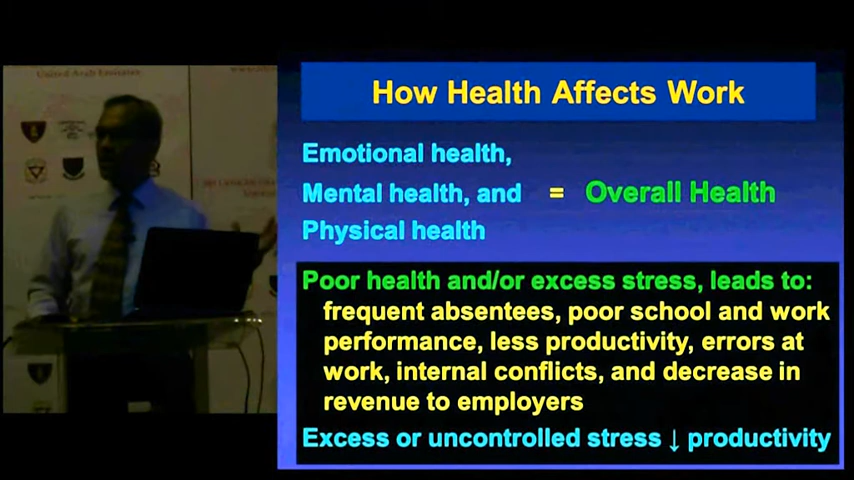 How Health Affects Work
Emotional health,
Mental health, and = Overall Health
Physical health
Poor health and/or excess stress, leads to:
frequent absentees, poor school and work
performance, less productivity, errors at
work, internal conflicts, and decrease in
revenue to employers
Excess or uncontrolled stress ↓ productivity